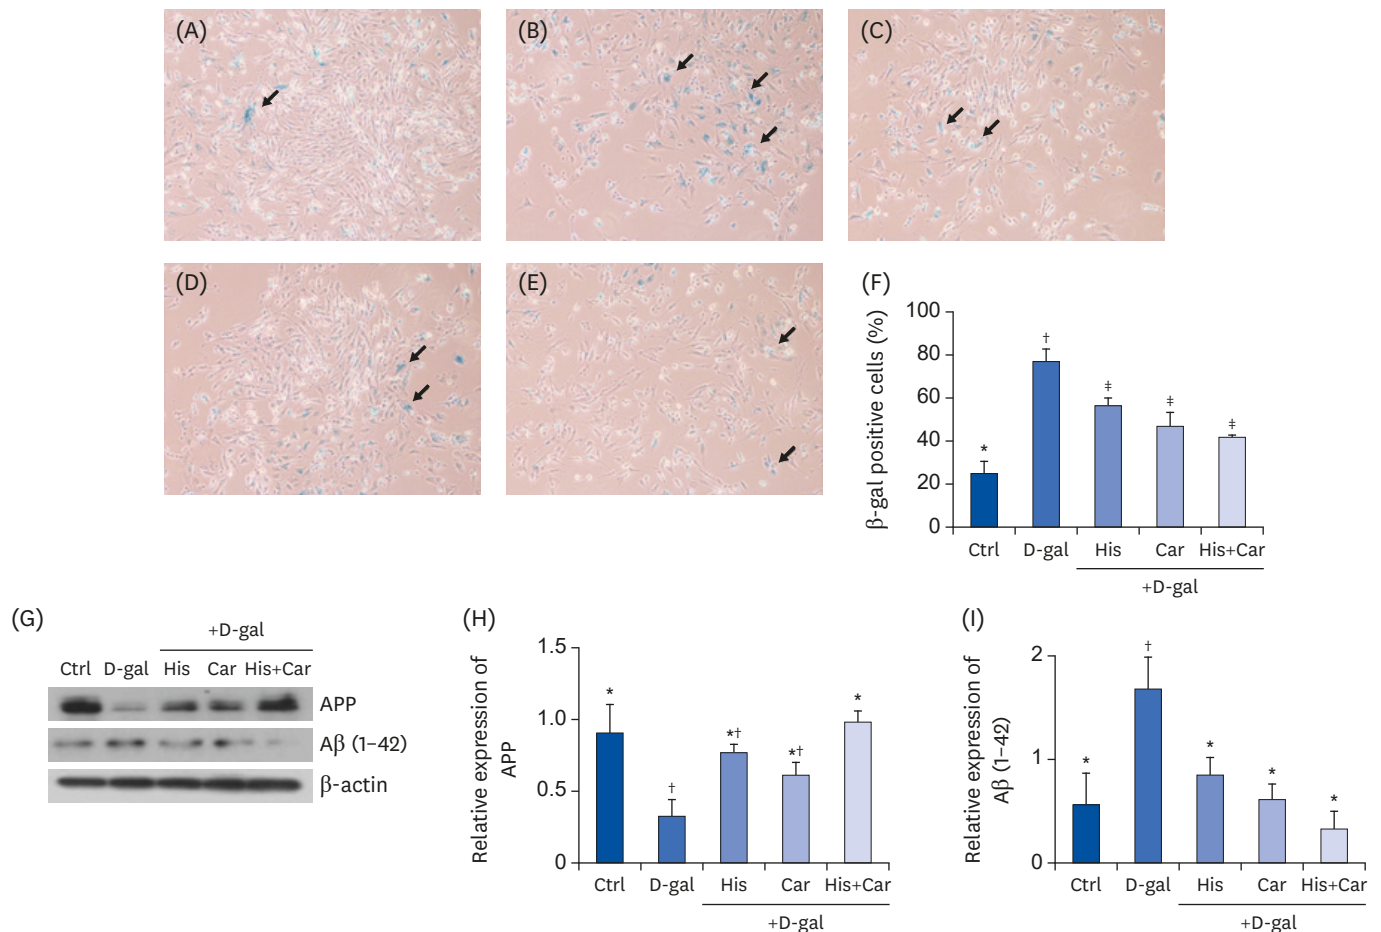 (A)
(B)
(C)
(D)
(E)
(F)
β-gal positive cells (%)
100
80
60
40
20
0
*
†
‡
‡
‡
Ctrl D-gal His Car His+Car
+D-gal
(G)
+D-gal
Ctrl D-gal His Car His+Car
APP
Aβ (1–42)
β-actin
(H)
Relative expression of
APP
1.5
1.0
0.5
0
*
†
*†
*†
*
Ctrl D-gal His Car His+Car
+D-gal
(I)
Relative expression of
Aβ (1–42)
2
1
0
*
†
*
*
*
Ctrl D-gal His Car His+Car
+D-gal